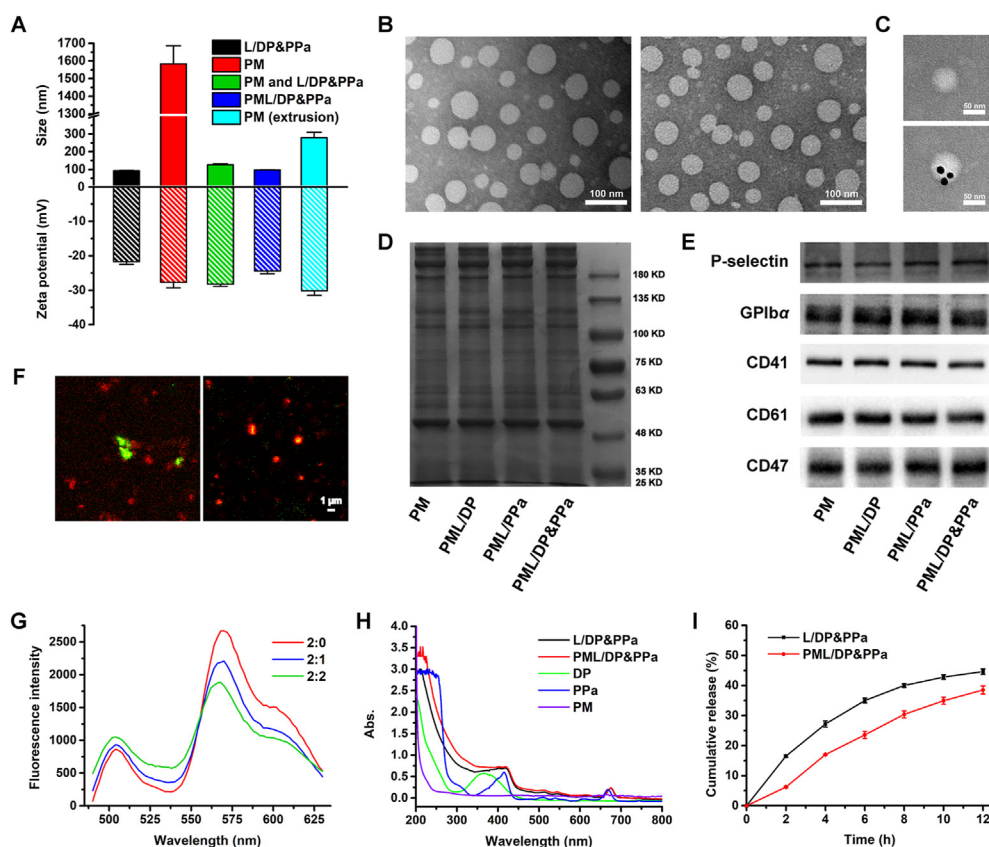 A
Size (nm)
1700
1600
1500
1400
1300
300
200
100
0
-10
-20
-30
-40
Zeta potential (mV)
L/DP&PPa
PM
PM and L/DP&PPa
PML/DP&PPa
PM (extrusion)
B
100 nm
100 nm
C
50 nm
50 nm
D
180 KD
135 KD
100 KD
75 KD
63 KD
48 KD
35 KD
25 KD
PM
PML/DP
PML/PPa
PML/DP&PPa
E
P-selectin
GPIbα
CD41
CD61
CD47
PM
PML/DP
PML/PPa
PML/DP&PPa
F
1 μm
G
Fluorescence intensity
2500
2000
1500
1000
500
0
2:0
2:1
2:2
500 525 550 575 600 625
Wavelength (nm)
H
Abs.
4.0
3.5
3.0
2.5
2.0
1.5
1.0
0.5
0.0
L/DP&PPa
PML/DP&PPa
DP
PPa
PM
200 300 400 500 600 700 800
Wavelength (nm)
I
Cumulative release (%)
60
50
40
30
20
10
0
L/DP&PPa
PML/DP&PPa
0 2 4 6 8 10 12
Time (h)